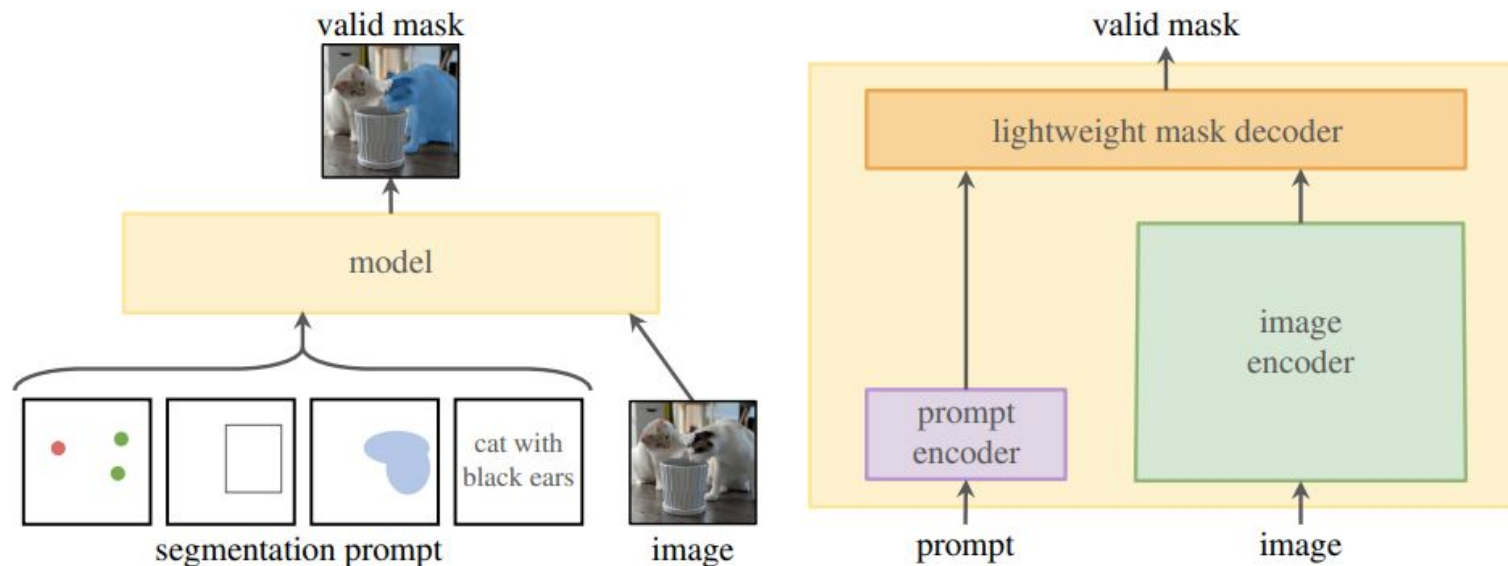 valid mask
model
cat with
black ears
segmentation prompt
image
valid mask
lightweight mask decoder
image
encoder
prompt
encoder
prompt
image